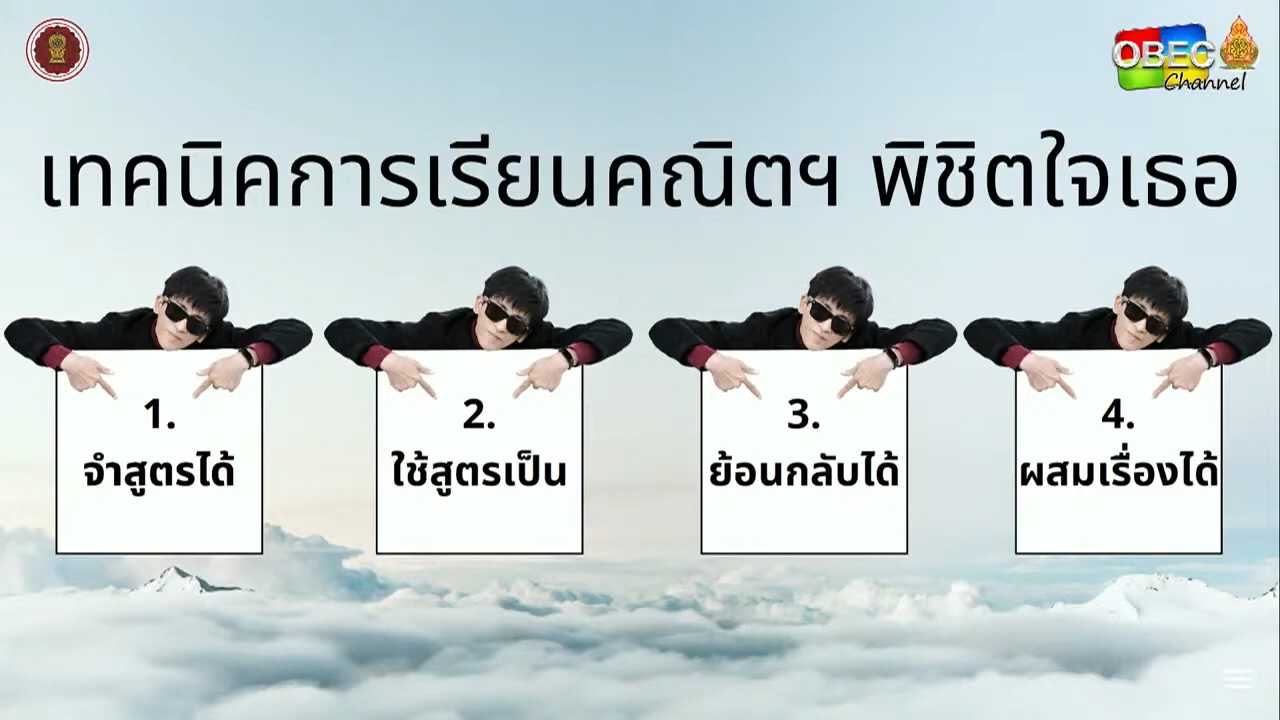 OBEC
Channel
เทคนิคการเรียนคณิตฯ พิชิตใจเธอ
1.
จำสูตรได้
2.
ใช้สูตรเป็น
3.
ย้อนกลับได้
4.
ผสมเรื่องได้